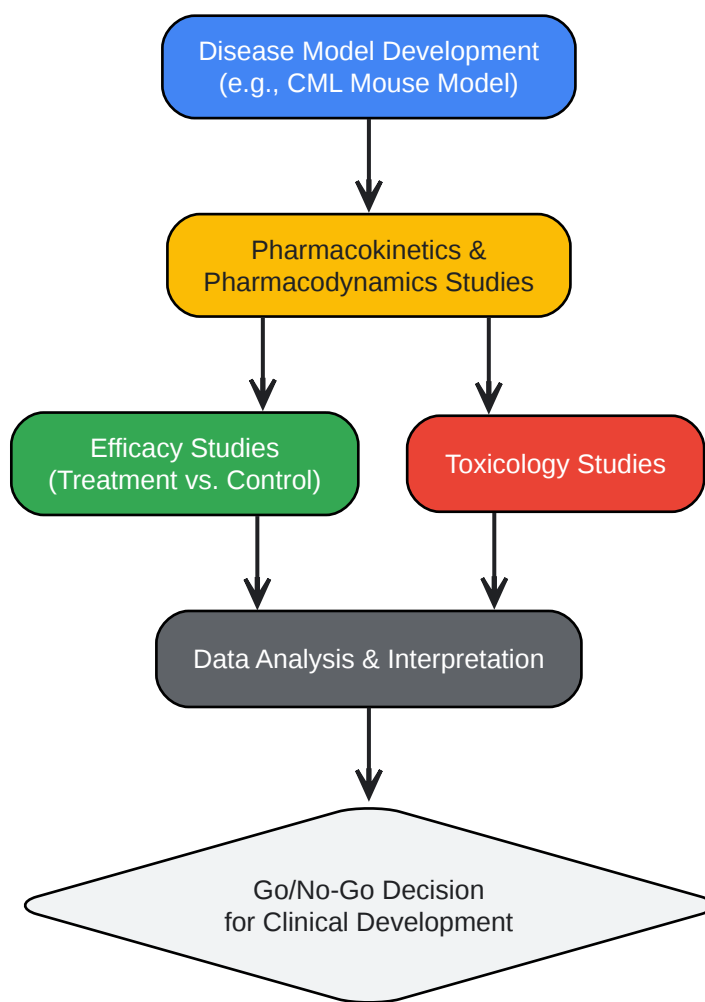 Disease Model Development
(e.g., CML Mouse Model)
Pharmacokinetics &
Pharmacodynamics Studies
Efficacy Studies
(Treatment vs. Control)
Toxicology Studies
Data Analysis & Interpretation
Go/No-Go Decision
for Clinical Development